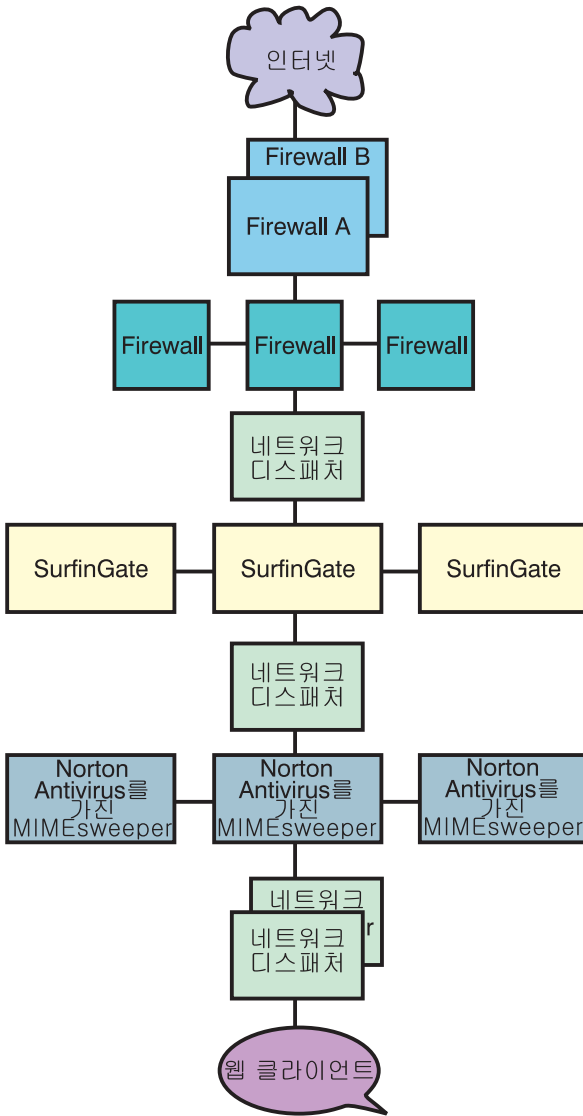 인터넷
Firewall B
Firewall A
Firewall Firewall Firewall
네트워크
디스패처
SurfinGate SurfinGate SurfinGate
네트워크
디스패처
Norton Norton Norton
Antivirus를 Antivirus를 Antivirus를
가진 가진 가진
MIMEsweeper MIMEsweeper MIMEsweeper
네트워크
r
네트워크
디스패처
웹 클라이언트